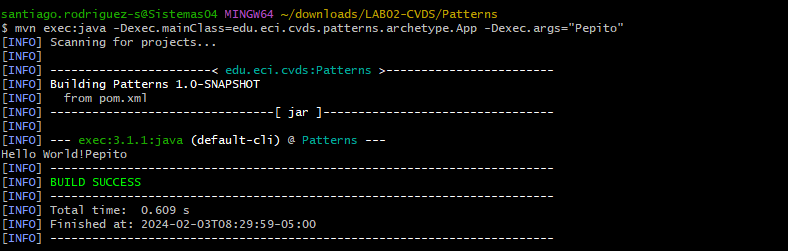 santiago.rodriguez-s@Sistemas04 MINGW64 ~/downloads/LAB02-CVDS/Patterns
$ mvn exec:java -Dexec.mainClass=edu.eci.cvds.patterns.archetype.App -Dexec.args="Pepito"
[INFO] Scanning for projects...
[INFO]
[INFO] -----------------------< edu.eci.cvds:Patterns >------------------------
[INFO] Building Patterns 1.0-SNAPSHOT
[INFO]   from pom.xml
[INFO] --------------------------------[ jar ]---------------------------------
[INFO]
[INFO] --- exec:3.1.1:java (default-cli) @ Patterns ---
Hello World!Pepito
[INFO] ------------------------------------------------------------------------
[INFO] BUILD SUCCESS
[INFO] ------------------------------------------------------------------------
[INFO] Total time:  0.609 s
[INFO] Finished at: 2024-02-03T08:29:59-05:00
[INFO] ------------------------------------------------------------------------